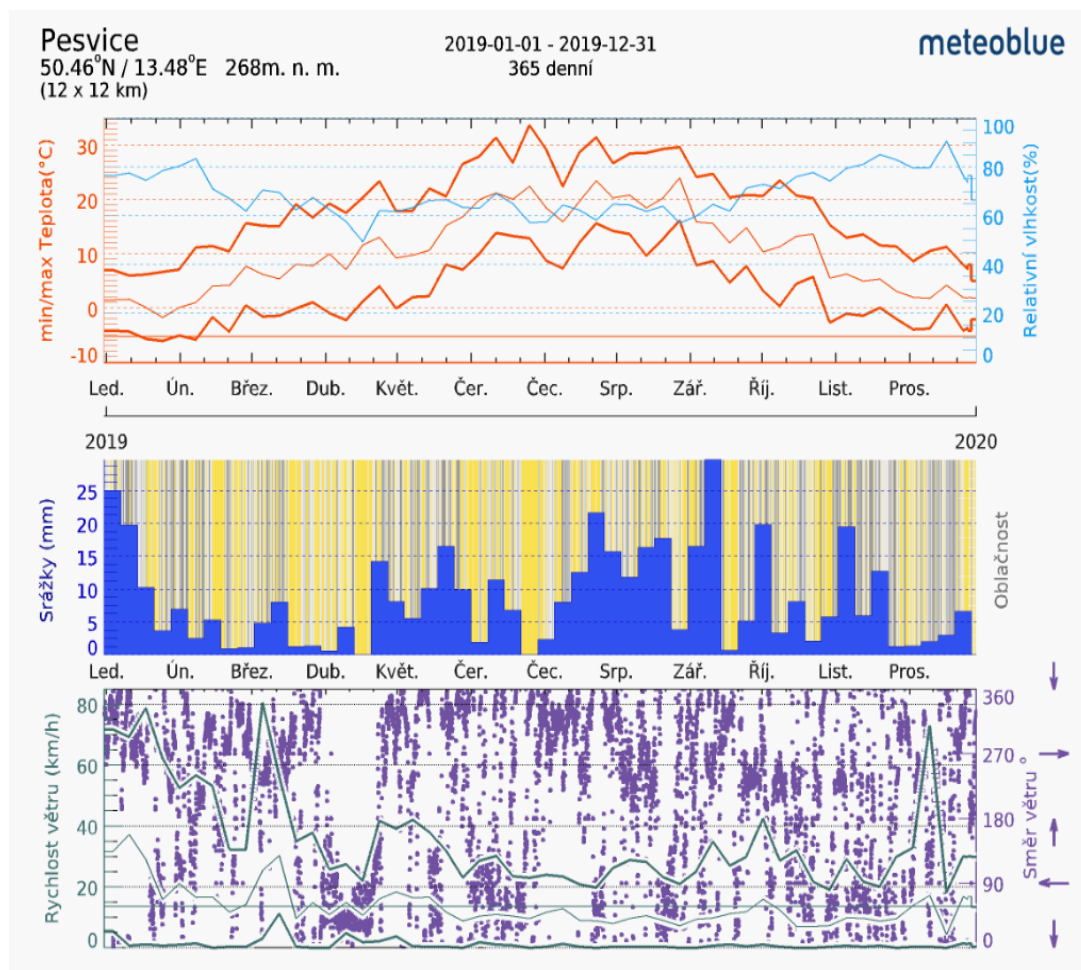 Pesvice
50.46°N / 13.48°E 268m. n. m.
(12 x 12 km)
2019-01-01 - 2019-12-31
365 denní
meteoblue
min/max Teplota(°C)
30
20
10
0
-10
100
80
60
40
20
0
Relativní vlhkost(%)
Led. Ún. Břez. Dub. Květ. Čer. Čec. Srp. Zář. Říj. List. Pros.
2019 2020
Srážky (mm)
25
20
15
10
5
0
Oblačnost
Led. Ún. Břez. Dub. Květ. Čer. Čec. Srp. Zář. Říj. List. Pros.
Rychlost větru (km/h)
80
60
40
20
0
360
270
180
90
0
Směr větru °